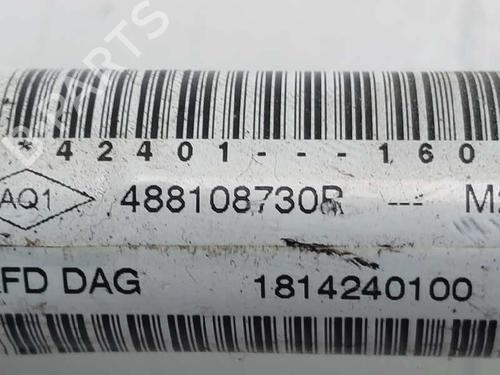 B-PARTS
*42401---160
AQ1 488108730R --- M
FD DAG 1814240100